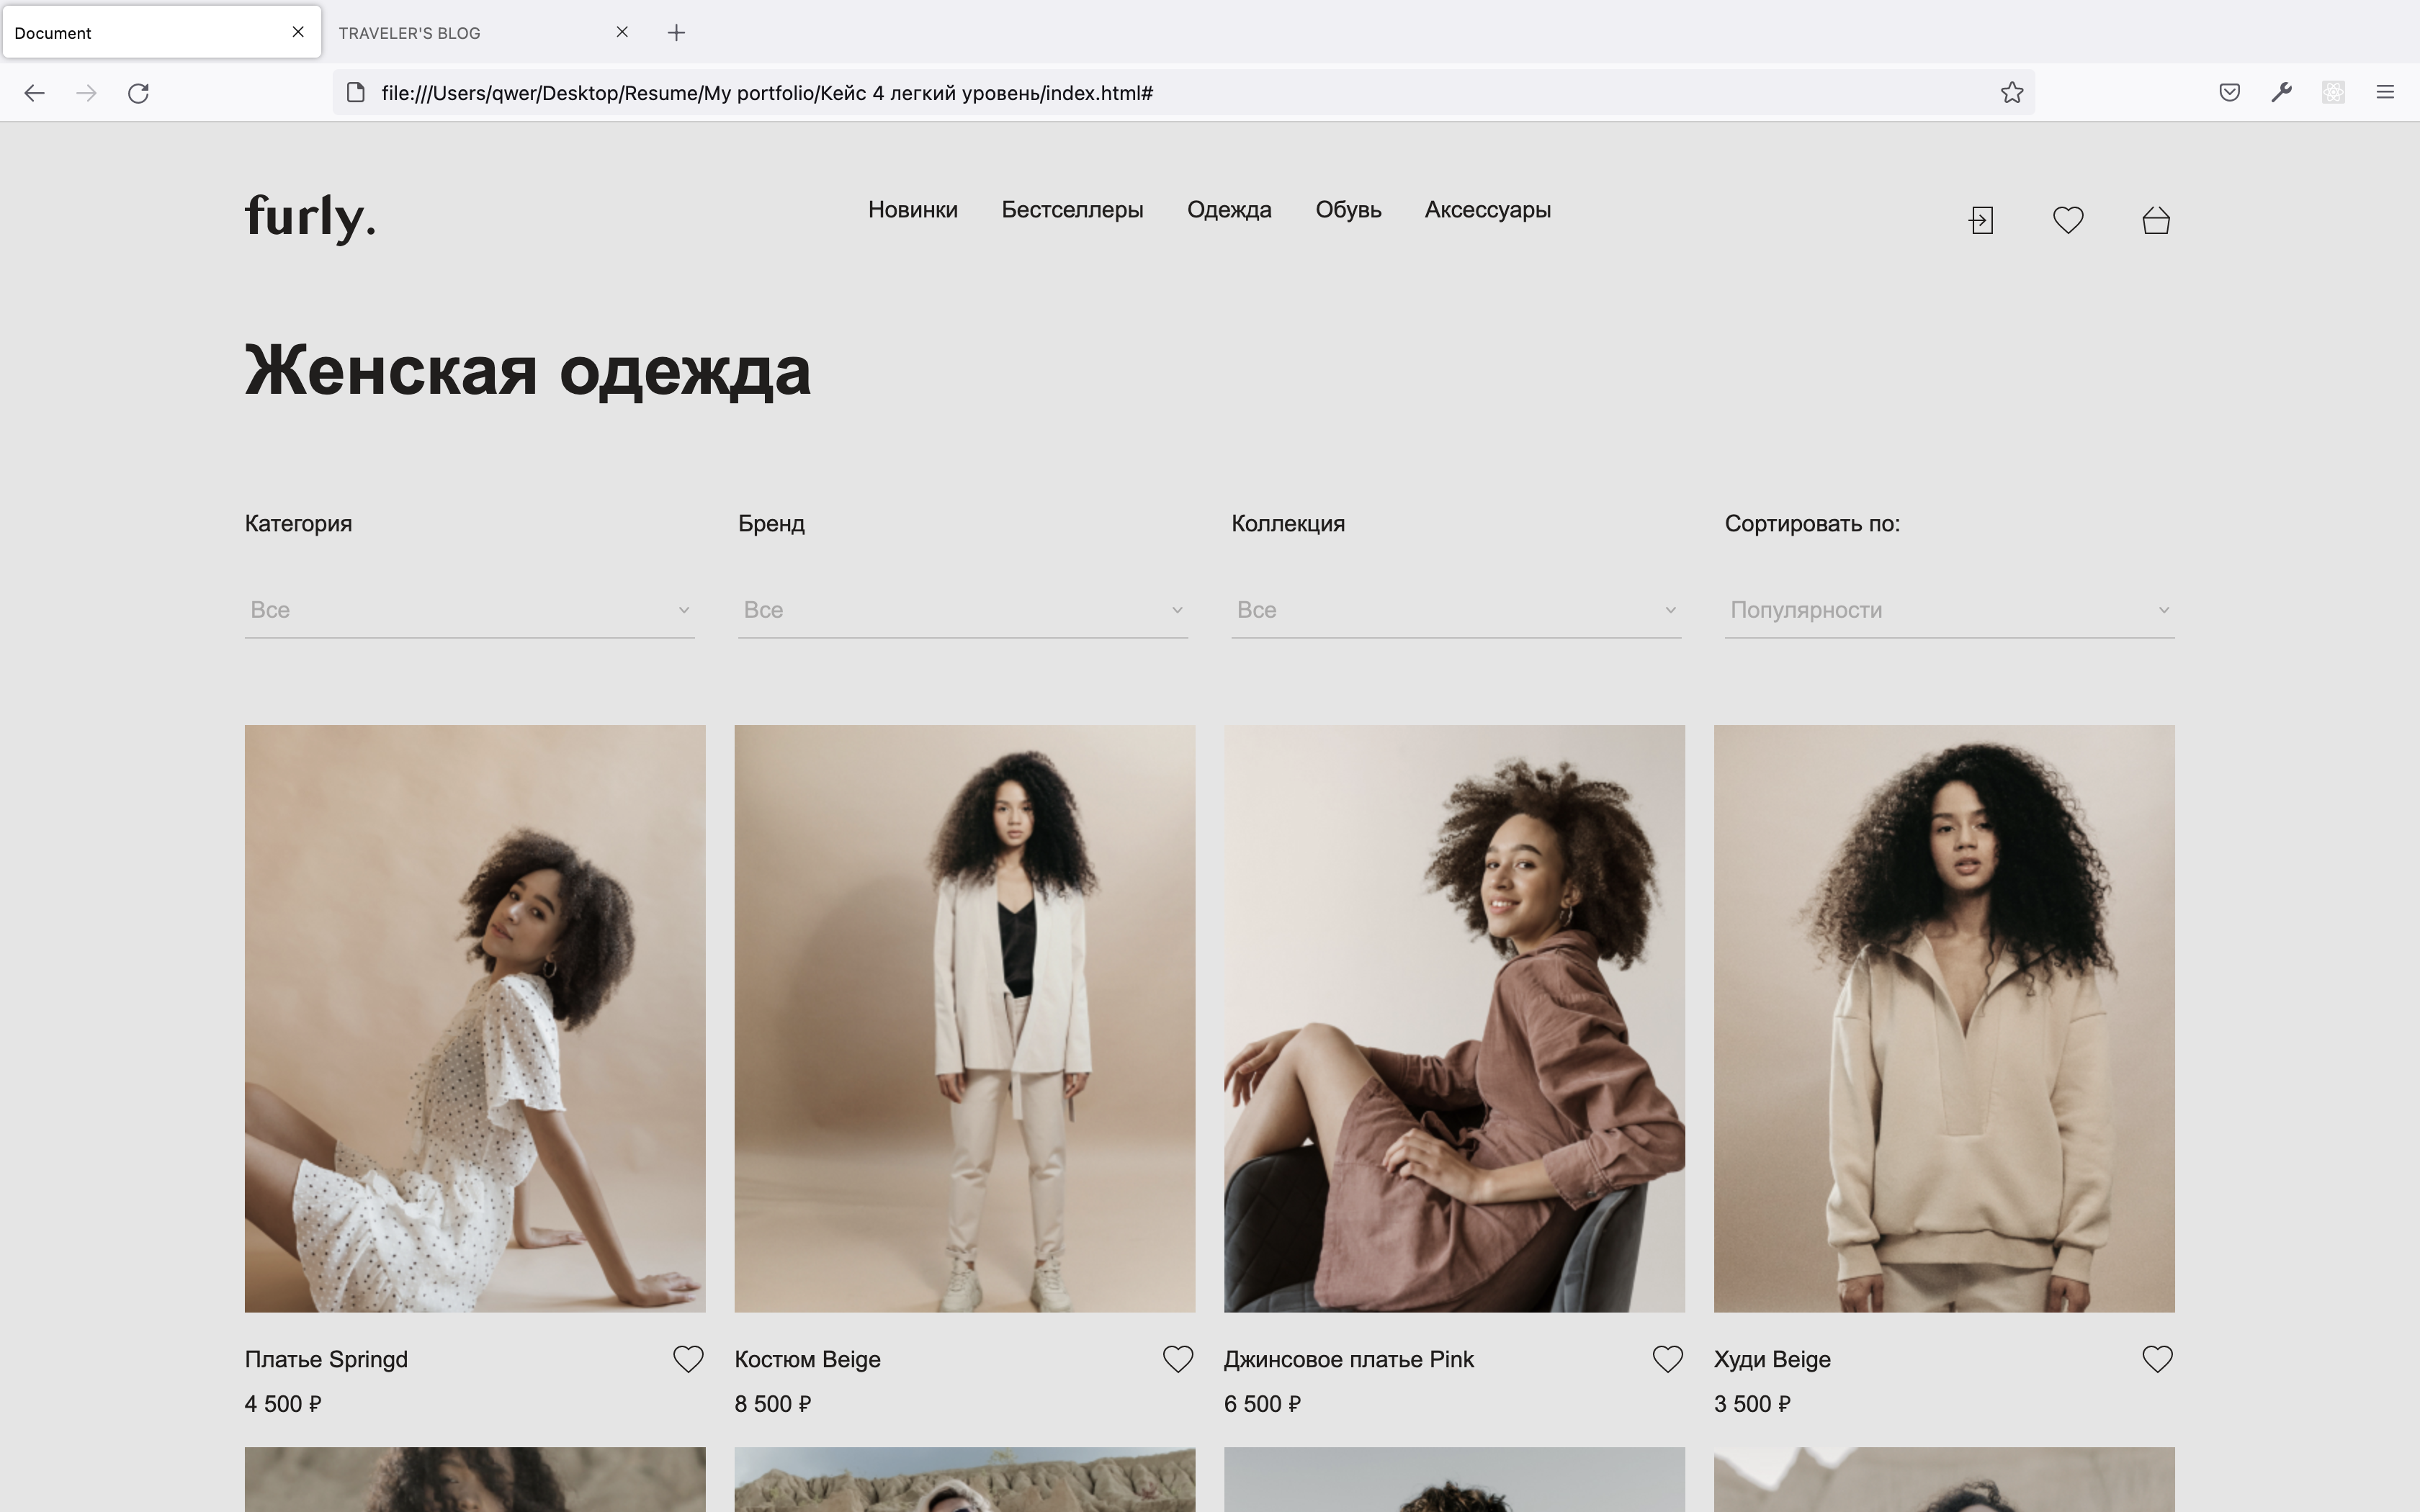 Document
TRAVELER'S BLOG
file:///Users/qwer/Desktop/Resume/My portfolio/Кейс 4 легкий уровень/index.html#
furly.
Новинки Бестселлеры Одежда Обувь Аксессуары
Женская одежда
Категория Бренд Коллекция Сортировать по:
Все Все Все Популярности
Платье Springd Костюм Beige Джинсовое платье Pink Худи Beige
4 500 ₽ 8 500 ₽ 6 500 ₽ 3 500 ₽